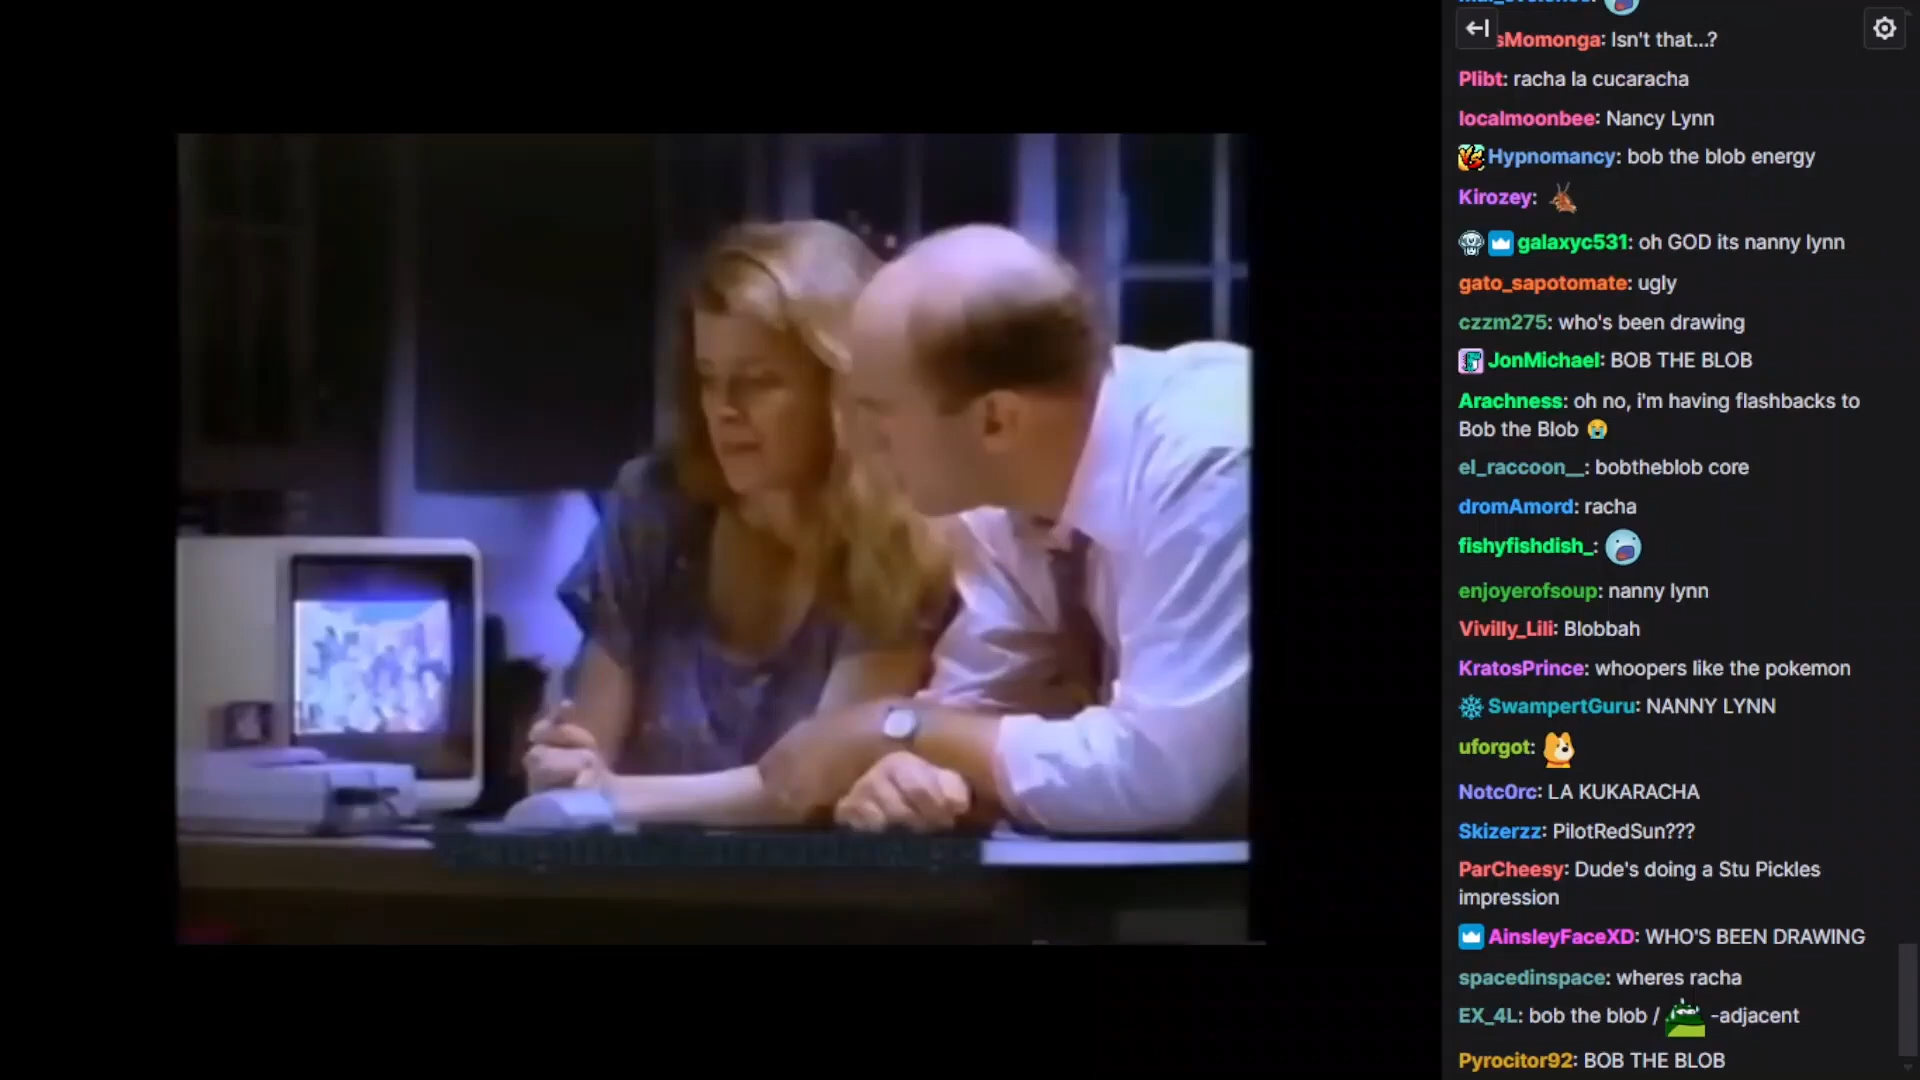 sMomonga: Isn't that...?
Plibt: racha la cucaracha
localmoonbee: Nancy Lynn
Hypnomancy: bob the blob energy
Kirozey:
galaxyc531: oh GOD its nanny lynn
gato_sapotomate: ugly
czzm275: who's been drawing
JonMichael: BOB THE BLOB
Arachness: oh no, i'm having flashbacks to
Bob the Blob
el_raccoon__: bobtheblob core
dromAmord: racha
fishyfishdish_:
enjoyerofsoup: nanny lynn
Vivilly_Lili: Blobbah
KratosPrince: whoopers like the pokemon
SwampertGuru: NANNY LYNN
uforgot:
Notc0rc: LA KUKARACHA
Skizerzz: PilotRedSun???
ParCheesy: Dude's doing a Stu Pickles
impression
AinsleyFaceXD: WHO'S BEEN DRAWING
spacedinspace: wheres racha
EX_4L: bob the blob / -adjacent
Pyrocitor92: BOB THE BLOB